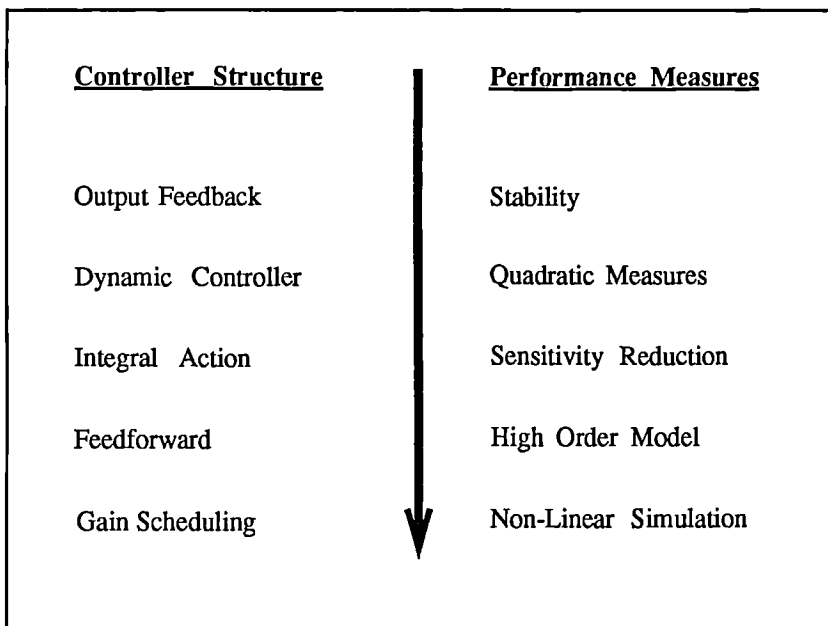 Controller Structure
Performance Measures
Output Feedback
Stability
Dynamic Controller
Quadratic Measures
Integral Action
Sensitivity Reduction
Feedforward
High Order Model
Gain Scheduling
Non-Linear Simulation